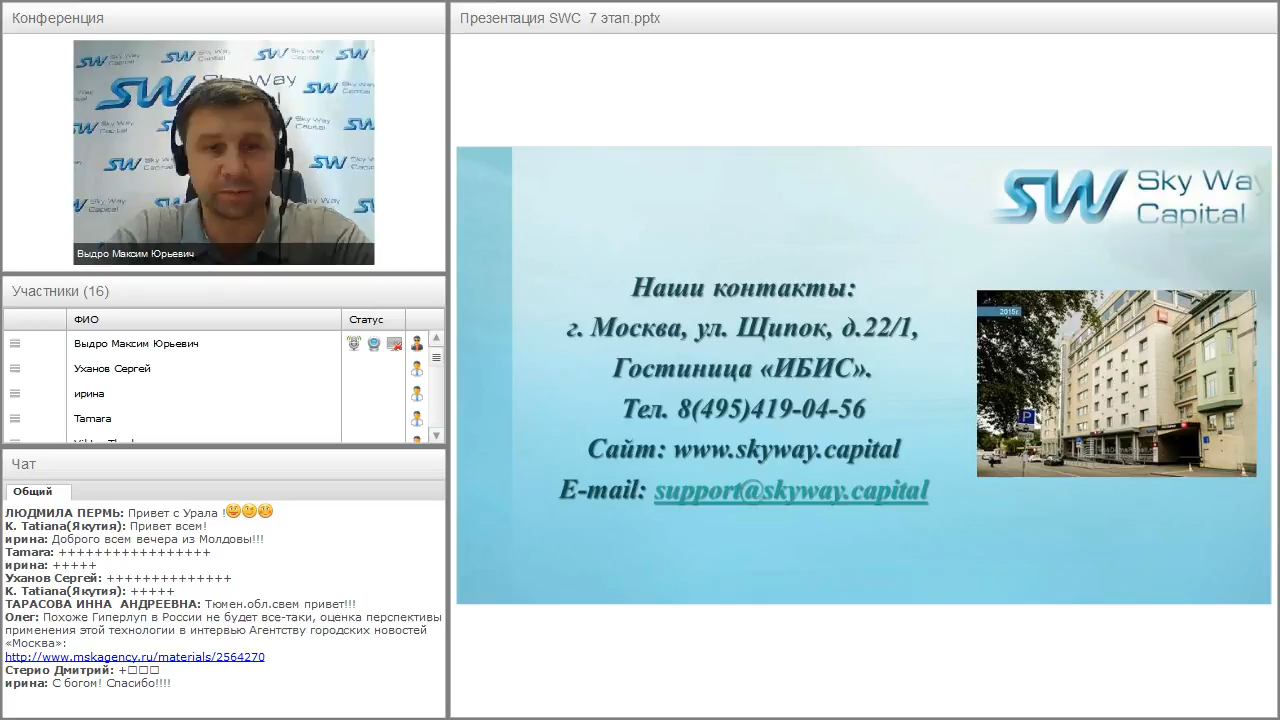 Конференция
Sky Way
Capital
SW
Выдро Максим Юрьевич
Участники (16)
ФИО
Статус
Выдро Максим Юрьевич
Уханов Сергей
ирина
Tamara
Чат
Общий
ЛЮДМИЛА ПЕРМЬ: Привет с Урала !
K. Tatiana(Якутия): Привет всем!
ирина: Доброго всем вечера из Молдовы!!!
Tamara: +++++++++++++++++
ирина: +++++
Уханов Сергей: ++++++++++++++
K. Tatiana(Якутия): +++++
ТАРАСОВА ИННА АНДРЕЕВНА: Тюмен.обл.свем привет!!!
Олег: Похоже Гиперлуп в России не будет все-таки, оценка перспективы
применения этой технологии в интервью Агентству городских новостей
«Москва»:
http://www.mskagency.ru/materials/2564270
Стерио Дмитрий: +□□□
ирина: С богом! Спасибо!!!!
Презентация SWC 7 этап.pptx
SW Sky Way
Capital
Наши контакты:
г. Москва, ул. Щипок, д.22/1,
Гостиница «ИБИС».
Тел. 8(495)419-04-56
Сайт: www.skyway.capital
E-mail: support@skyway.capital
2015г
P